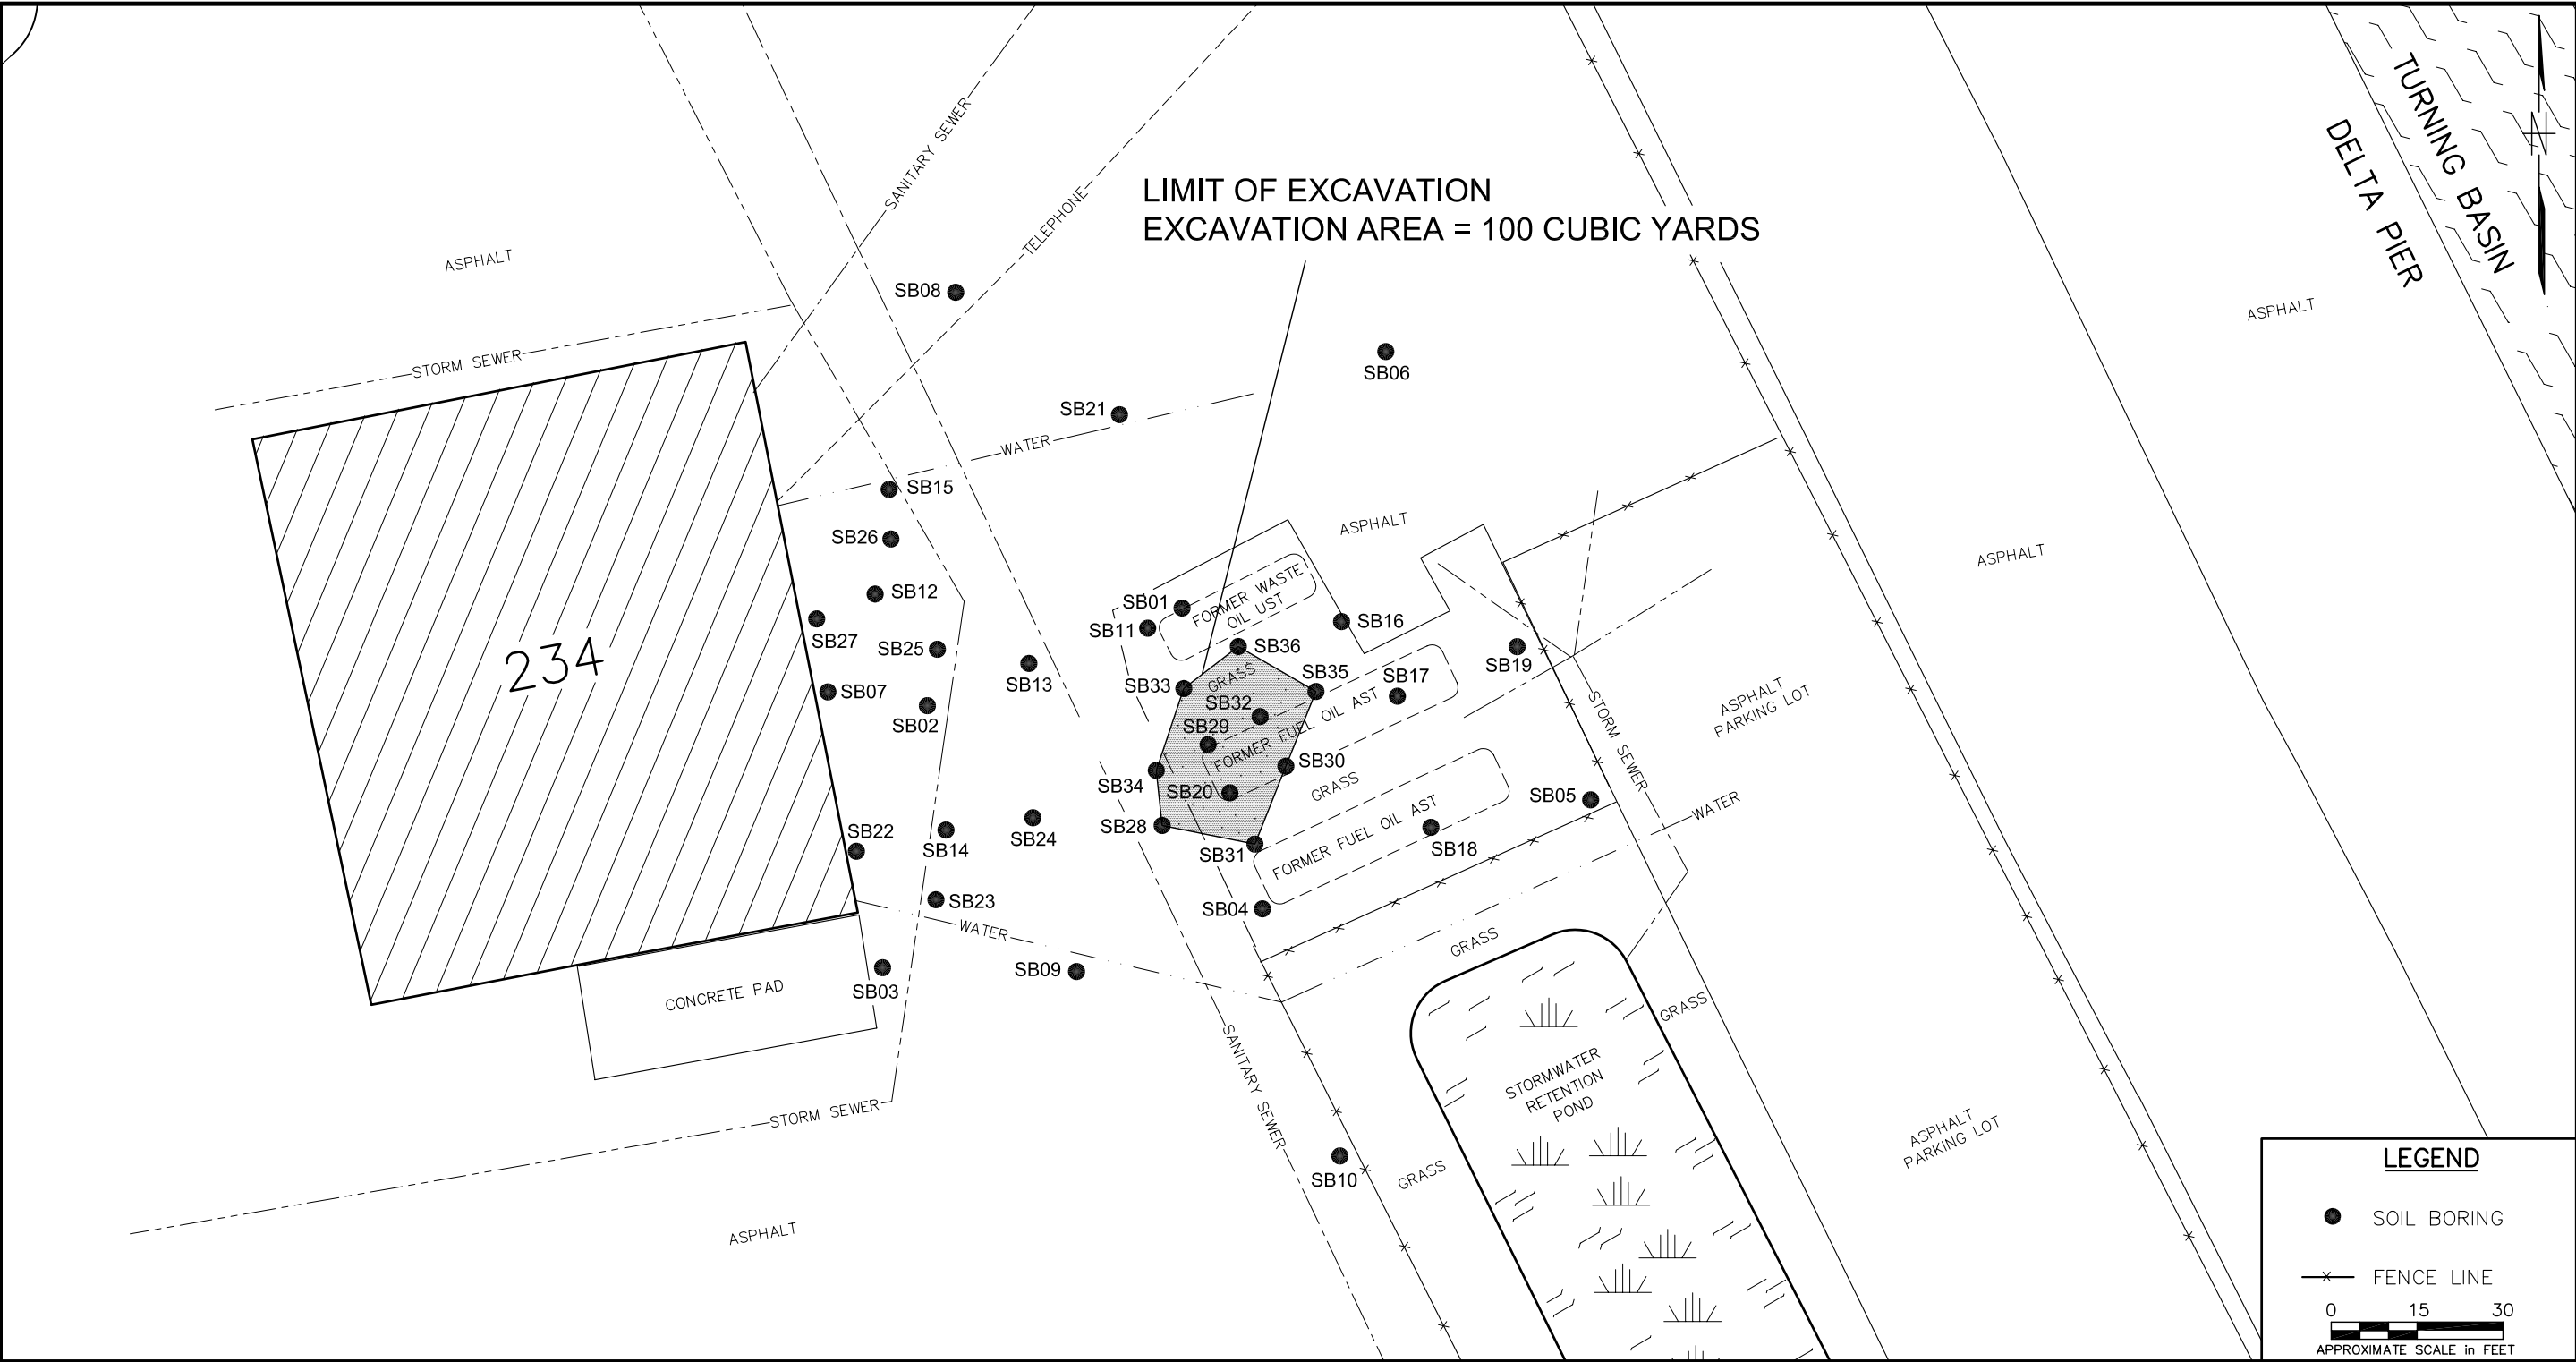 TURNING BASIN
DELTA PIER
N
SANITARY SEWER
TELEPHONE
LIMIT OF EXCAVATION
EXCAVATION AREA = 100 CUBIC YARDS
ASPHALT
SB08
ASPHALT
STORM SEWER
SB06
SB21
WATER
SB15
ASPHALT
SB26
ASPHALT
SB12
FORMER WASTE
OIL UST
SB01
SB11
SB16
SB27
234
SB25
SB36
SB19
SB13
GRASS
SB35
SB33
SB17
SB07
SB32
SB02
SB29
FORMER FUEL OIL AST
ASPHALT
PARKING LOT
STORM SEWER
SB30
SB34
SB20
GRASS
SB05
WATER
SB28
SB22
SB14
SB24
SB31
FORMER FUEL OIL AST
SB18
SB23
SB04
WATER
GRASS
SB09
SB03
CONCRETE PAD
GRASS
SANITARY SEWER
STORMWATER
RETENTION
POND
STORM SEWER
ASPHALT
PARKING LOT
SB10
GRASS
ASPHALT
LEGEND
SOIL BORING
FENCE LINE
0 15 30
APPROXIMATE SCALE in FEET